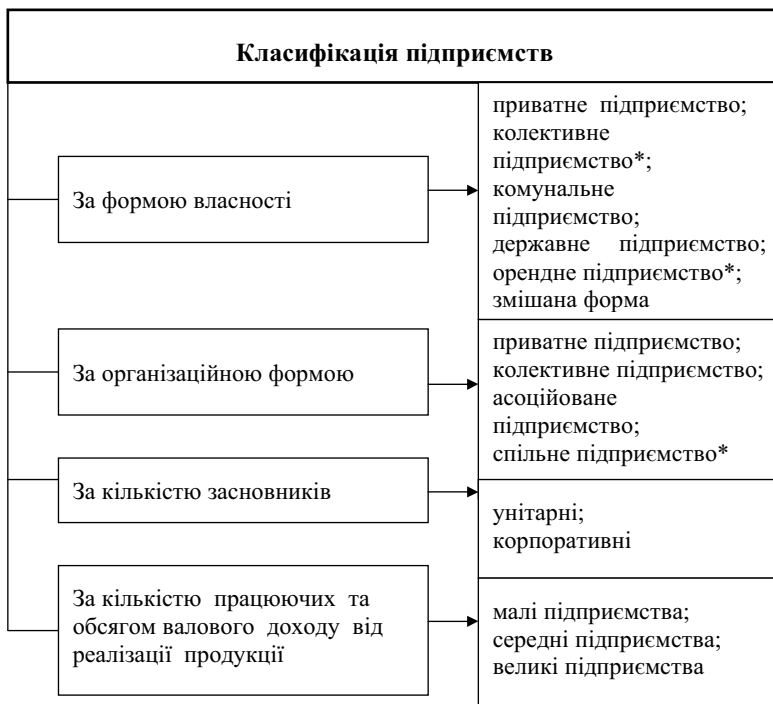 Класифікація підприємств
За формою власності
приватне підприємство;
колективне
підприємство*;
комунальне
підприємство;
державне підприємство;
орендне підприємство*;
змішана форма
За організаційною формою
приватне підприємство;
колективне підприємство;
асоційоване
підприємство;
спільне підприємство*
За кількістю засновників
унітарні;
корпоративні
За кількістю працюючих та
обсягом валового доходу від
реалізації продукції
малі підприємства;
середні підприємства;
великі підприємства